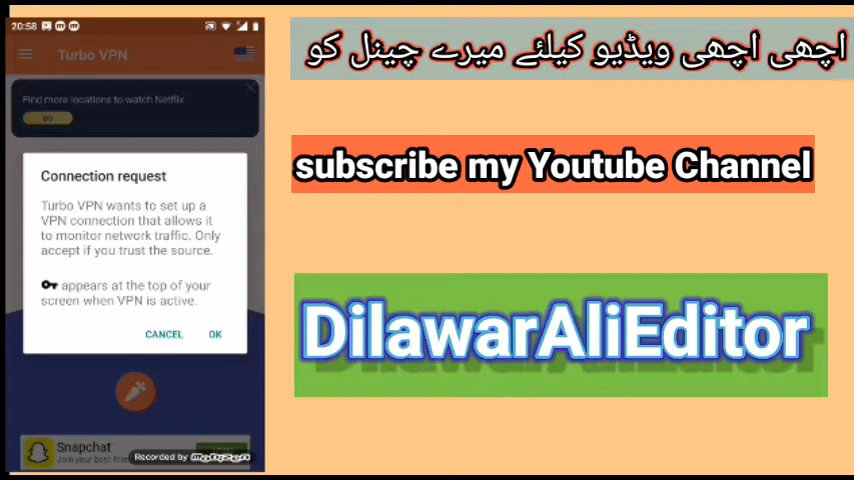 20:58
Turbo VPN
Find more locations to watch Netflix
GO
Connection request
Turbo VPN wants to set up a
VPN connection that allows it
to monitor network traffic. Only
accept if you trust the source.
appears at the top of your
screen when VPN is active.
CANCEL OK
Snapchat
Join your best
Recorded by
اچھی اچھی ویڈیو کیلئے میرے چینل کو
subscribe my Youtube Channel
DilawarAliEditor